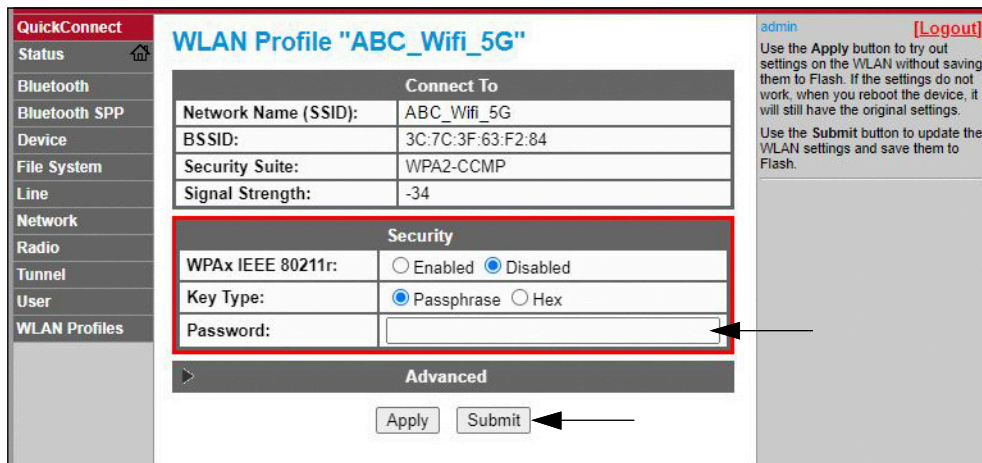 QuickConnect
Status
Bluetooth
Bluetooth SPP
Device
File System
Line
Network
Radio
Tunnel
User
WLAN Profiles
WLAN Profile "ABC_Wifi_5G"
Connect To
Network Name (SSID): ABC_Wifi_5G
BSSID: 3C:7C:3F:63:F2:84
Security Suite: WPA2-CCMP
Signal Strength: -34
Security
WPAx IEEE 80211r: Enabled Disabled
Key Type: Passphrase Hex
Password:
Advanced
Apply Submit
admin [Logout]
Use the Apply button to try out
settings on the WLAN without saving
them to Flash. If the settings do not
work, when you reboot the device, it
will still have the original settings.
Use the Submit button to update the
WLAN settings and save them to
Flash.